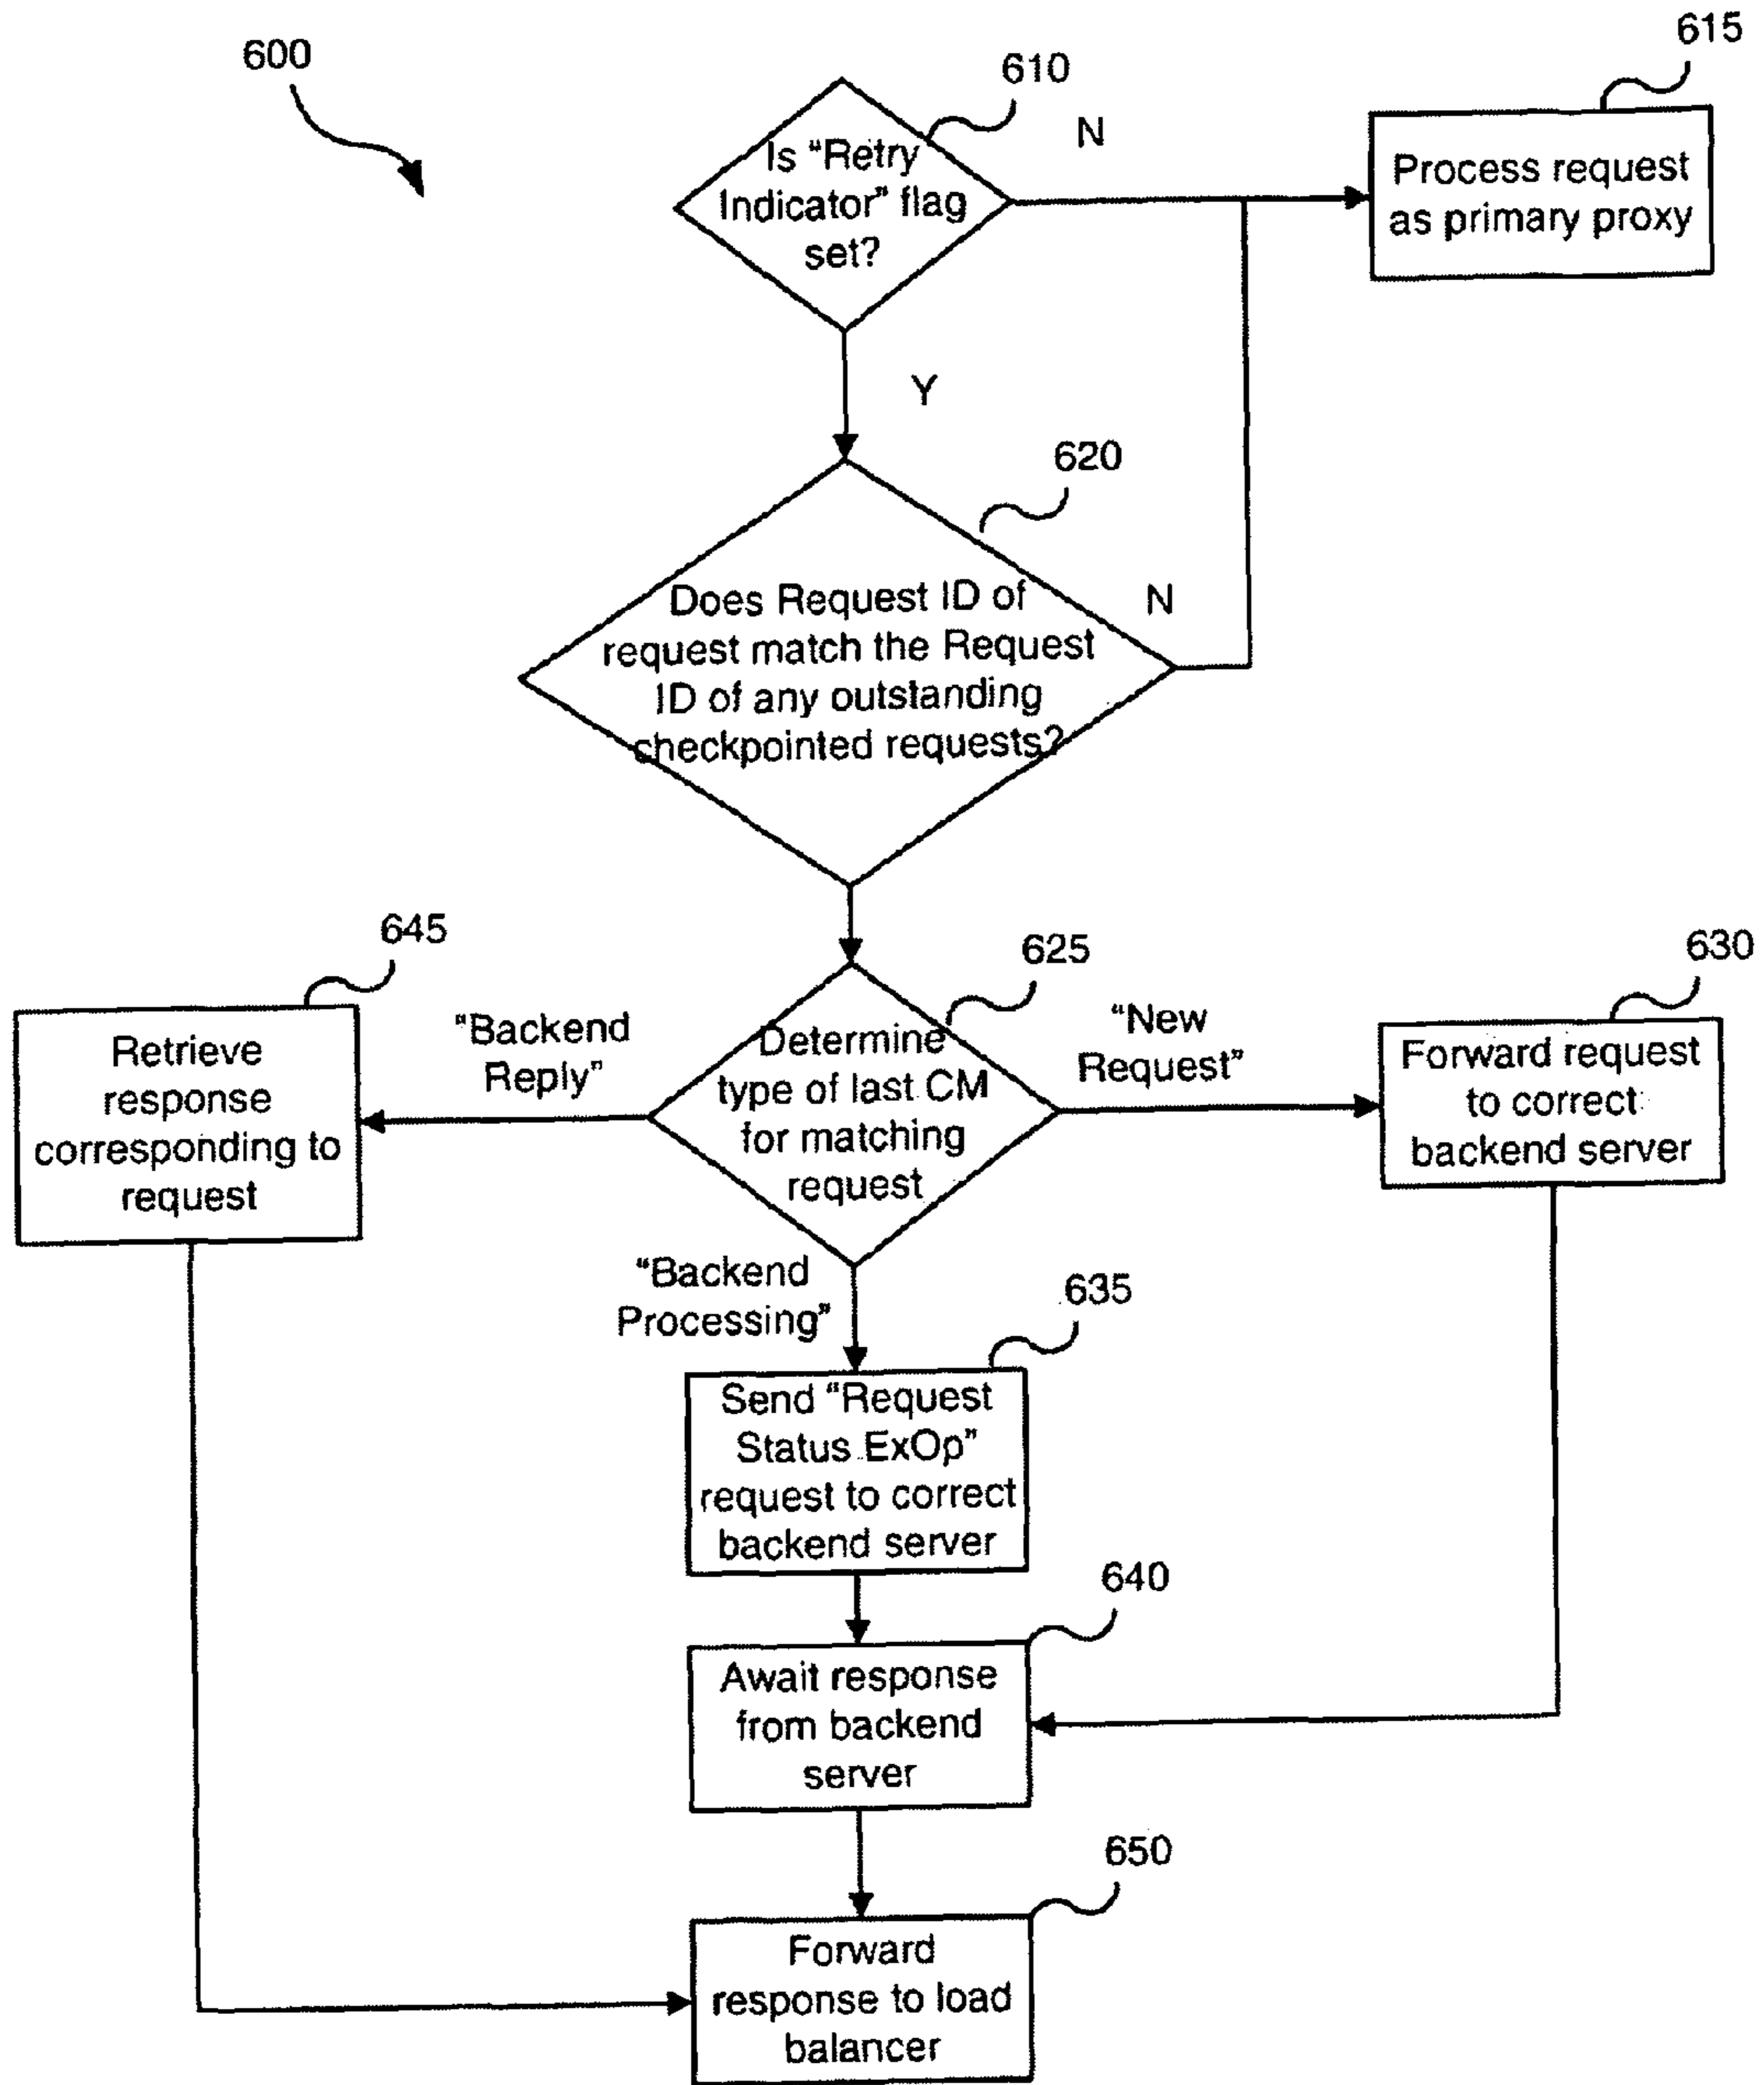 600
610
615
Is "Retry
Indicator" flag
set?
N
Process request
as primary proxy
Y
620
Does Request ID of
request match the Request
ID of any outstanding
checkpointed requests?
N
645
625
630
Retrieve
response
corresponding to
request
"Backend
Reply"
Determine
type of last CM
for matching
request
"New
Request"
Forward request
to correct
backend server
"Backend
Processing"
635
Send "Request
Status ExOp"
request to correct
backend server
640
Await response
from backend
server
650
Forward
response to load
balancer